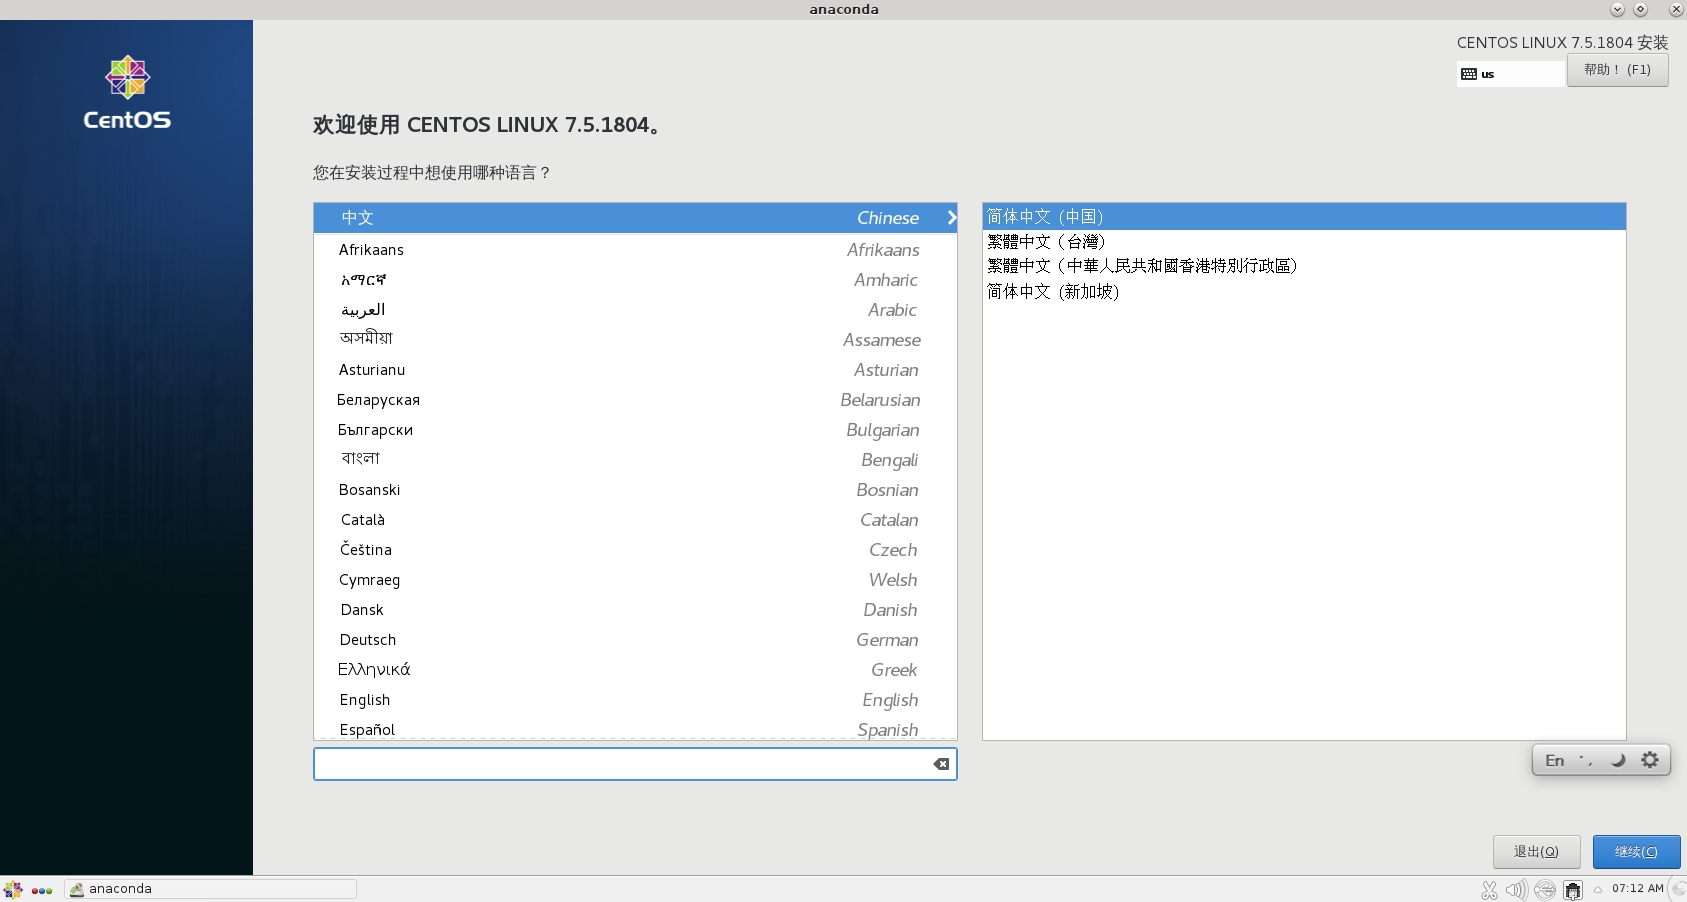 anaconda
CentOS
CENTOS LINUX 7.5.1804 安装
us
帮助！ (F1)
欢迎使用 CENTOS LINUX 7.5.1804。
您在安装过程中想使用哪种语言？
中文 Chinese
Afrikaans Afrikaans
አማርኛ Amharic
العربية Arabic
অসমীয়া Assamese
Asturianu Asturian
Беларуская Belarusian
Български Bulgarian
বাংলা Bengali
Bosanski Bosnian
Català Catalan
Čeština Czech
Cymraeg Welsh
Dansk Danish
Deutsch German
Ελληνικά Greek
English English
Español Spanish
简体中文 (中国)
繁體中文 (台灣)
繁體中文 (中華人民共和國香港特別行政區)
简体中文 (新加坡)
En
退出(Q)
继续(C)
anaconda
07:12 AM